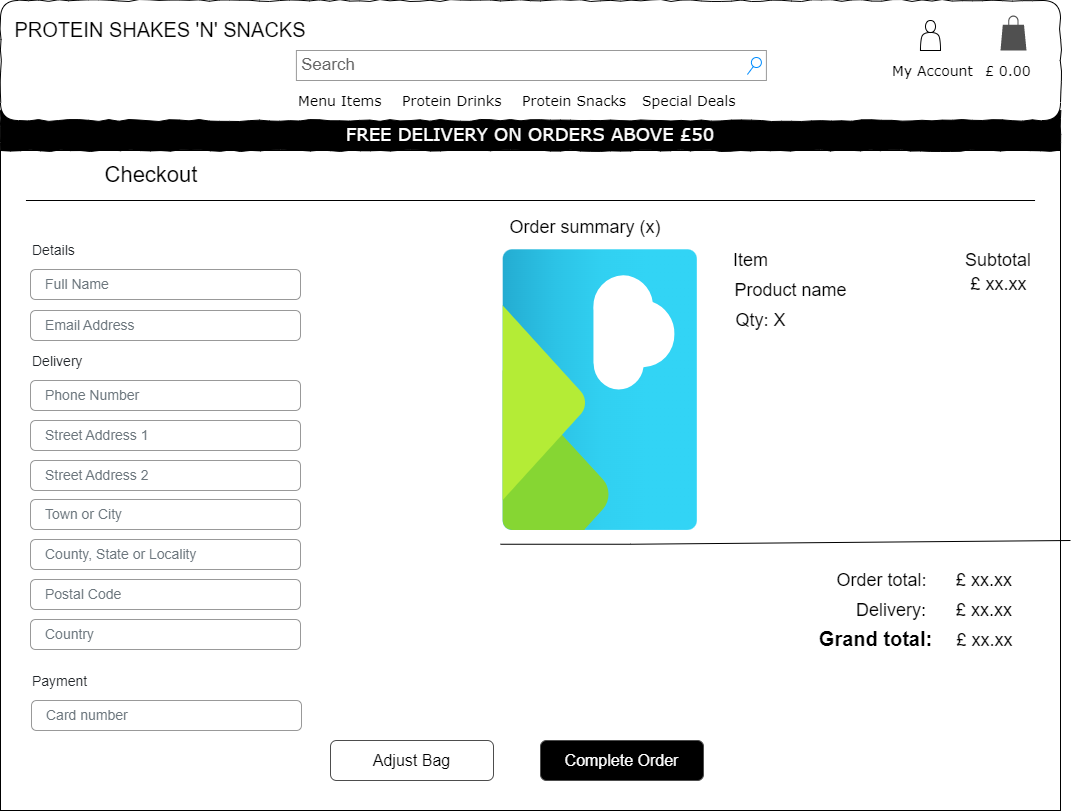 PROTEIN SHAKES 'N' SNACKS
Search
My Account £ 0.00
Menu Items Protein Drinks Protein Snacks Special Deals
FREE DELIVERY ON ORDERS ABOVE £50
Checkout
Details
Full Name
Email Address
Delivery
Phone Number
Street Address 1
Street Address 2
Town or City
County, State or Locality
Postal Code
Country
Payment
Card number
Order summary (x)
Item Subtotal
Product name £ xx.xx
Qty: X
Order total: £ xx.xx
Delivery: £ xx.xx
Grand total: £ xx.xx
Adjust Bag Complete Order